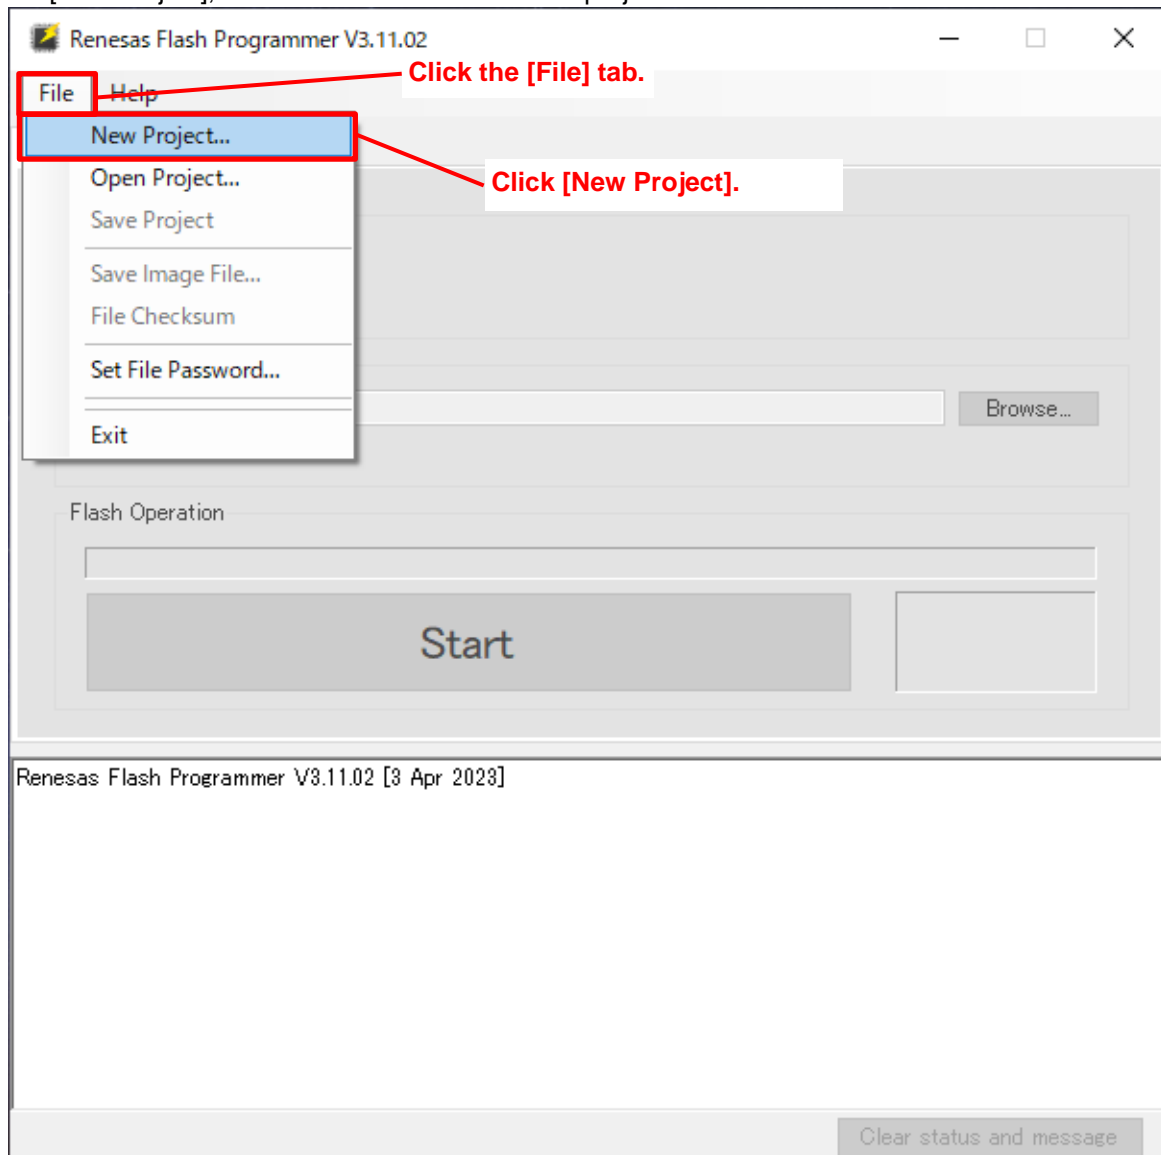 Renesas Flash Programmer V3.11.02
Click the [File] tab.
File Help
New Project...
Click [New Project].
Open Project...
Save Project
Save Image File...
File Checksum
Set File Password...
Browse...
Exit
Flash Operation
Start
Renesas Flash Programmer V3.11.02 [3 Apr 2023]
Clear status and message